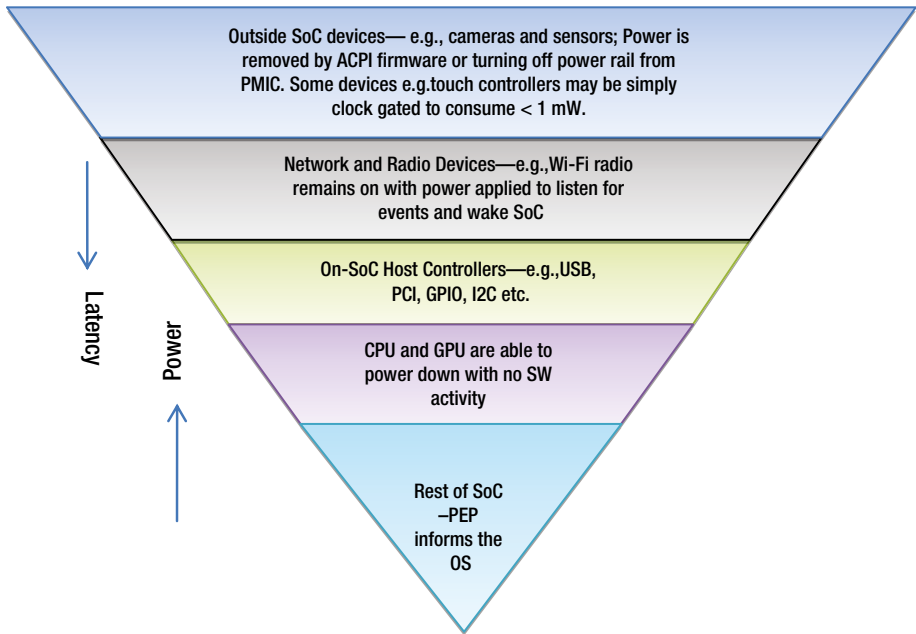 Outside SoC devices— e.g., cameras and sensors; Power is
removed by ACPI firmware or turning off power rail from
PMIC. Some devices e.g.touch controllers may be simply
clock gated to consume < 1 mW.
Network and Radio Devices—e.g.,Wi-Fi radio
remains on with power applied to listen for
events and wake SoC
On-SoC Host Controllers—e.g.,USB,
PCI, GPIO, I2C etc.
CPU and GPU are able to
power down with no SW
activity
Rest of SoC
–PEP
informs the
OS
Latency
Power